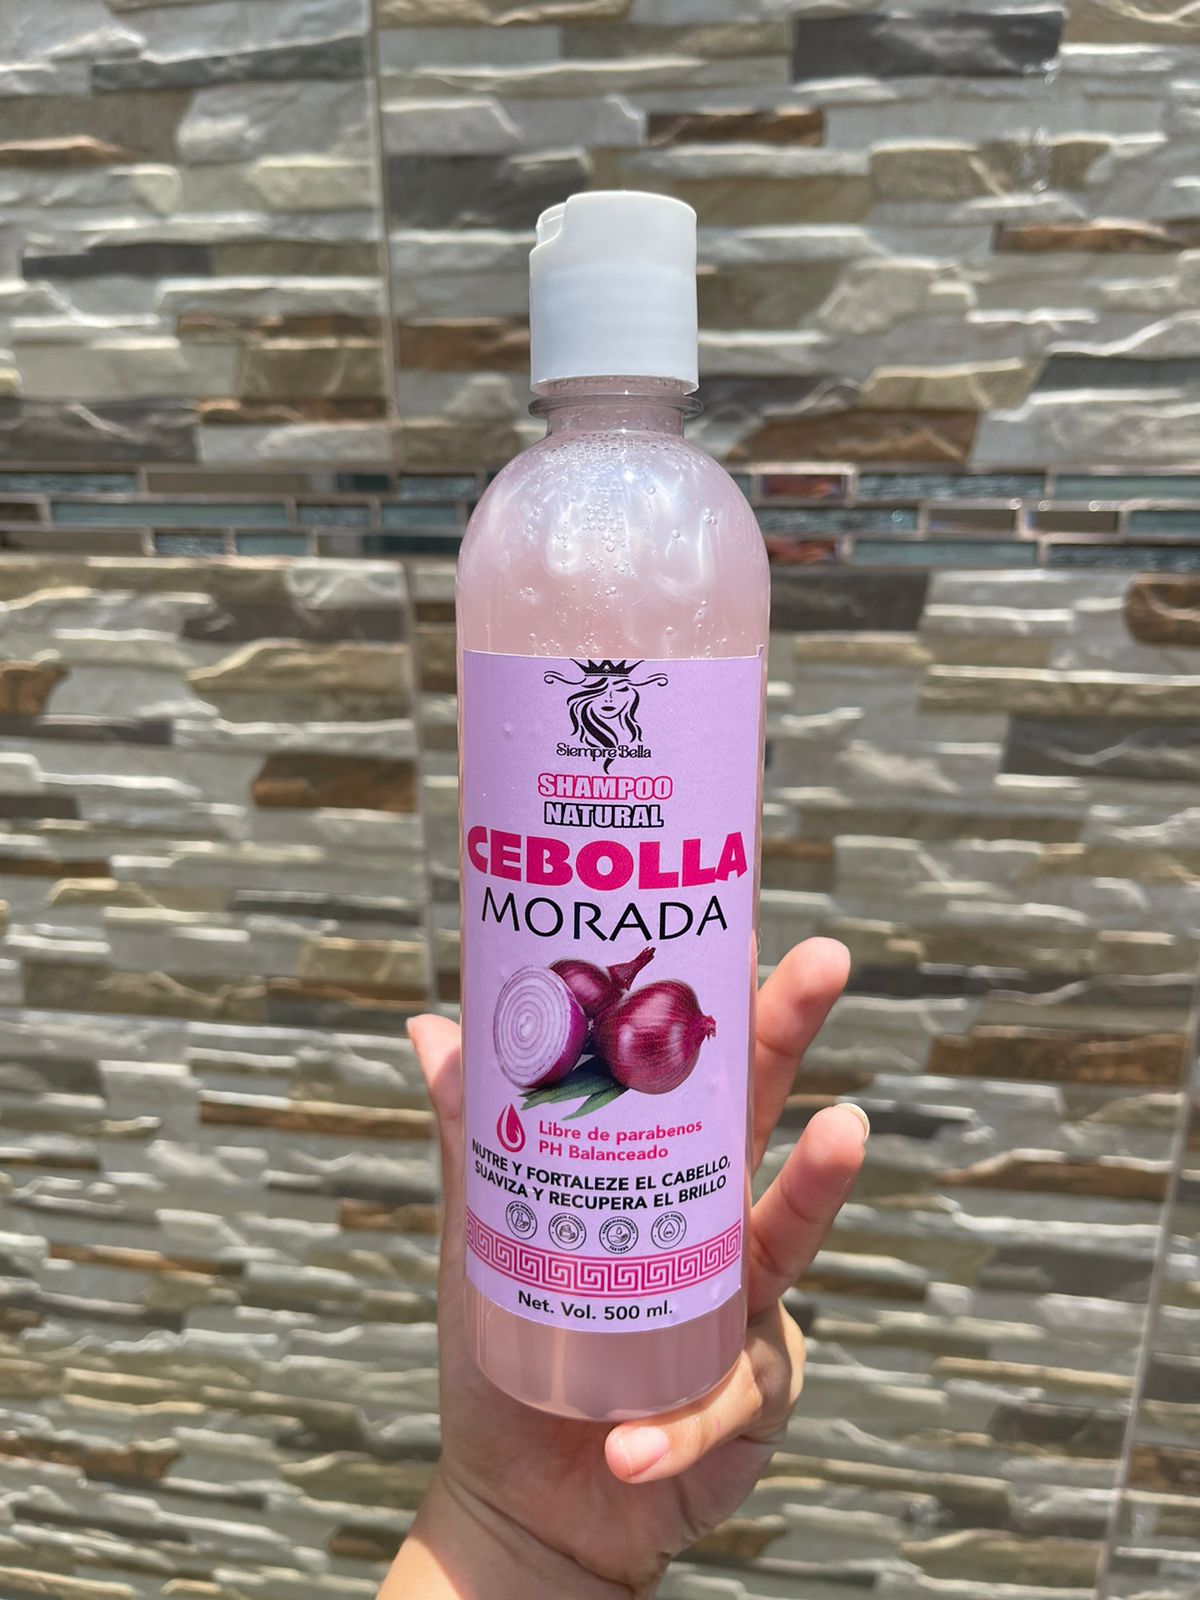 Siempre Bella
SHAMPOO
NATURAL
CEBOLLA
MORADA
Libre de parabenos
PH Balanceado
NUTRE Y FORTALEZE EL CABELLO,
SUAVIZA Y RECUPERA EL BRILLO
Net. Vol. 500 ml.